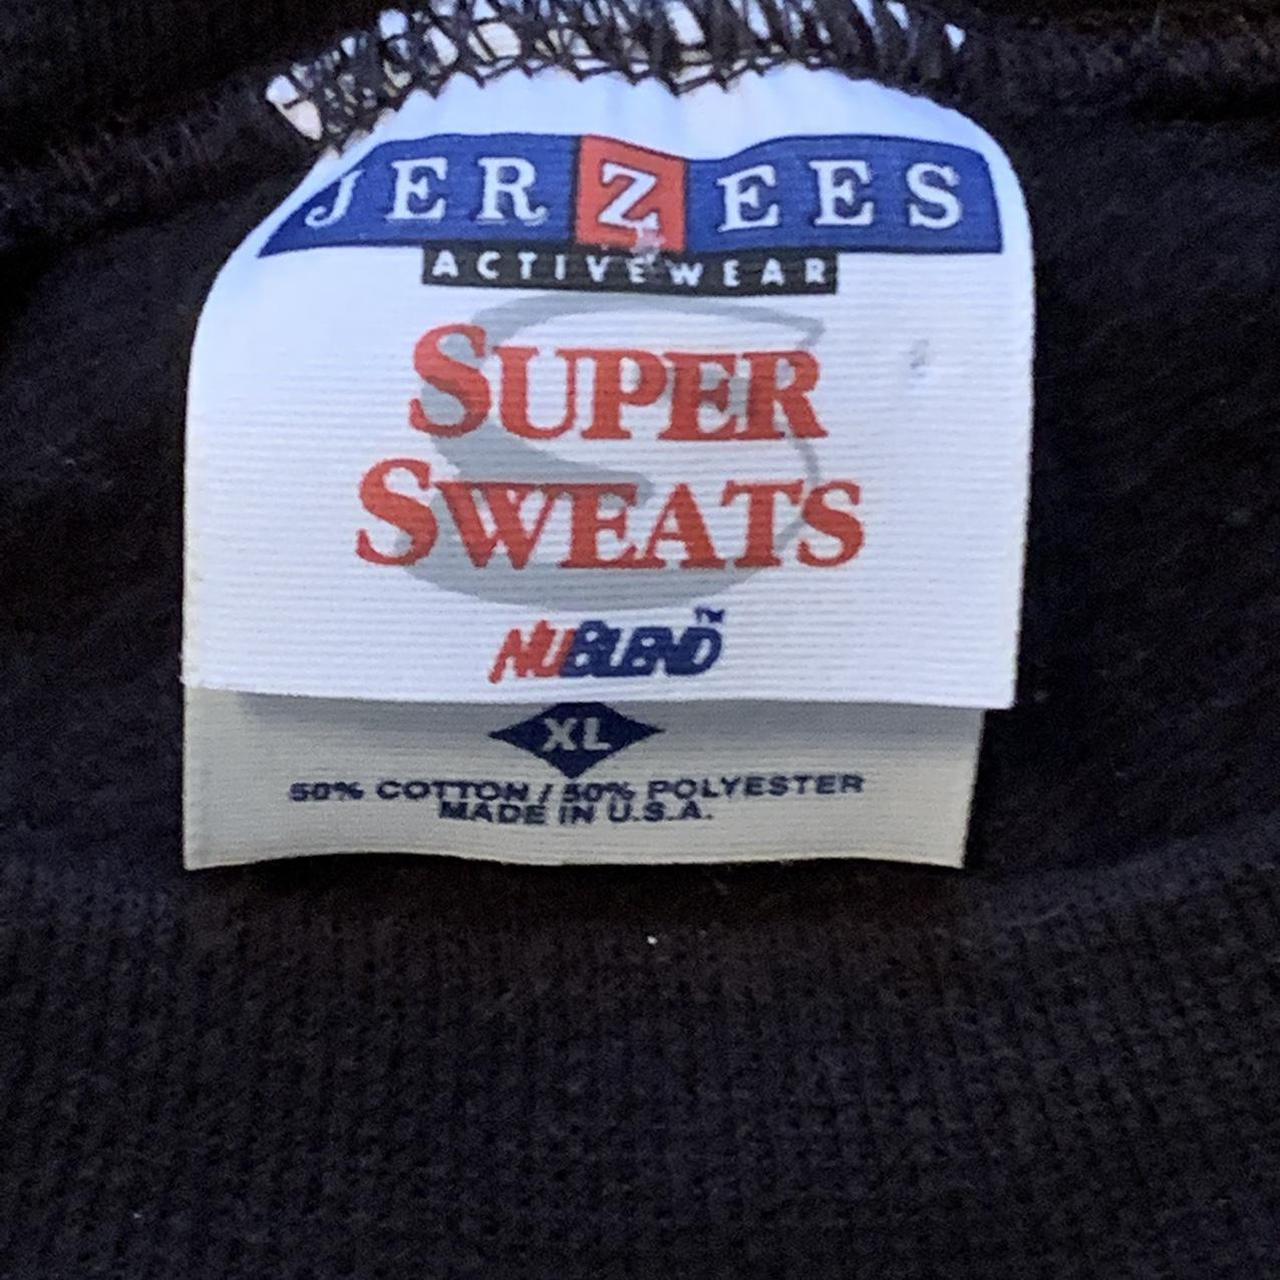 JERZEES
ACTIVEWEAR
SUPER
SWEATS
NUBLEND™
XL
50% COTTON / 50% POLYESTER
MADE IN U.S.A.